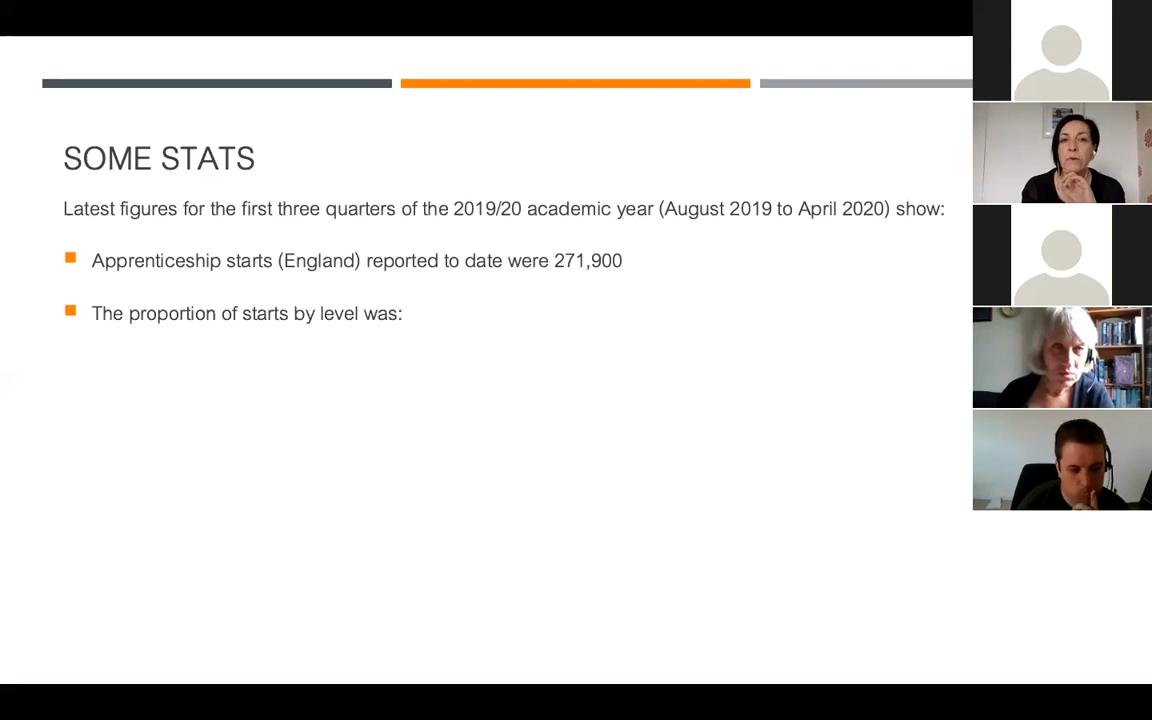 SOME STATS
Latest figures for the first three quarters of the 2019/20 academic year (August 2019 to April 2020) show:
Apprenticeship starts (England) reported to date were 271,900
The proportion of starts by level was: